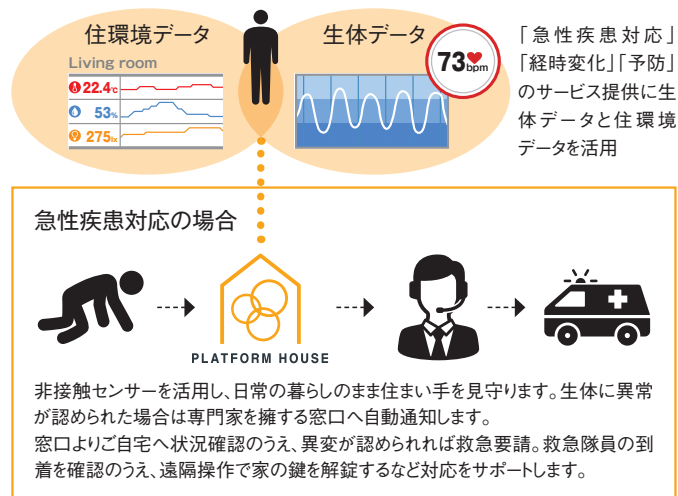 住環境データ
Living room
22.4℃
53%
275lx
生体データ
73bpm
「急性疾患対応」
「経時変化」「予防」
のサービス提供に生
体データと住環境
データを活用
急性疾患対応の場合
PLATFORM HOUSE
非接触センサーを活用し、日常の暮らしのまま住まい手を見守ります。生体に異常
が認められた場合は専門家を擁する窓口へ自動通知します。
窓口よりご自宅へ状況確認のうえ、異変が認められれば救急要請。救急隊員の到
着を確認のうえ、遠隔操作で家の鍵を解錠するなど対応をサポートします。